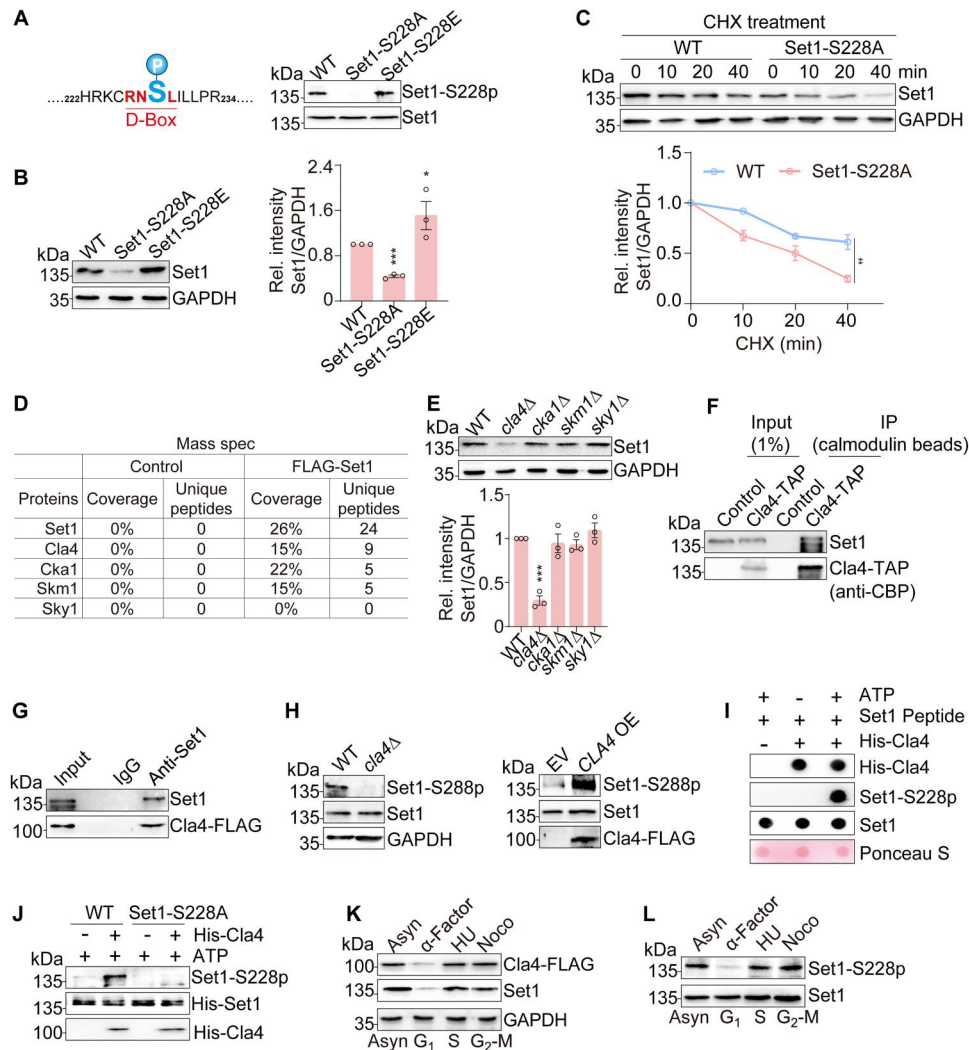 A
P
....222HRKCRNSLILLPR234....
D-Box
kDa
WT
Set1-S228A
Set1-S228E
135
Set1-S228p
135
Set1
B
kDa
WT
Set1-S228A
Set1-S228E
135
Set1
35
GAPDH
Rel. intensity
Set1/GAPDH
2.4
1.6
0.8
0
***
*
WT
Set1-S228A
Set1-S228E
C
CHX treatment
WT
Set1-S228A
kDa
0 10 20 40 0 10 20 40 min
135
Set1
35
GAPDH
Rel. intensity
Set1/GAPDH
1.0
0.5
0.0
WT
Set1-S228A
**
0 10 20 40
CHX (min)
D
Mass spec
Control FLAG-Set1
Proteins Coverage Unique peptides Coverage Unique peptides
Set1 0% 0 26% 24
Cla4 0% 0 15% 9
Cka1 0% 0 22% 5
Skm1 0% 0 15% 5
Sky1 0% 0 0% 0
E
kDa
WT
cla4Δ
cka1Δ
skm1Δ
sky1Δ
135
Set1
35
GAPDH
Rel. intensity
Set1/GAPDH
1.5
1
0.5
0
***
WT
cla4Δ
cka1Δ
skm1Δ
sky1Δ
F
Input
(1%)
IP
(calmodulin beads)
kDa
Control
Cla4-TAP
Control
Cla4-TAP
135
Set1
135
Cla4-TAP
(anti-CBP)
G
kDa
Input
IgG
Anti-Set1
135
Set1
100
Cla4-FLAG
H
kDa
WT
cla4Δ
135
Set1-S288p
135
Set1
35
GAPDH
kDa
EV
CLA4 OE
135
Set1-S288p
135
Set1
100
Cla4-FLAG
I
+ - + ATP
+ + + Set1 Peptide
- + + His-Cla4
His-Cla4
Set1-S228p
Set1
Ponceau S
J
WT Set1-S228A
- + - + His-Cla4
+ + + + ATP
kDa
135
Set1-S228p
135
His-Set1
100
His-Cla4
K
kDa
Asyn
α-Factor
HU
Noco
100
Cla4-FLAG
135
Set1
35
GAPDH
Asyn G1 S G2-M
L
kDa
Asyn
α-Factor
HU
Noco
135
Set1-S228p
135
Set1
Asyn G1 S G2-M